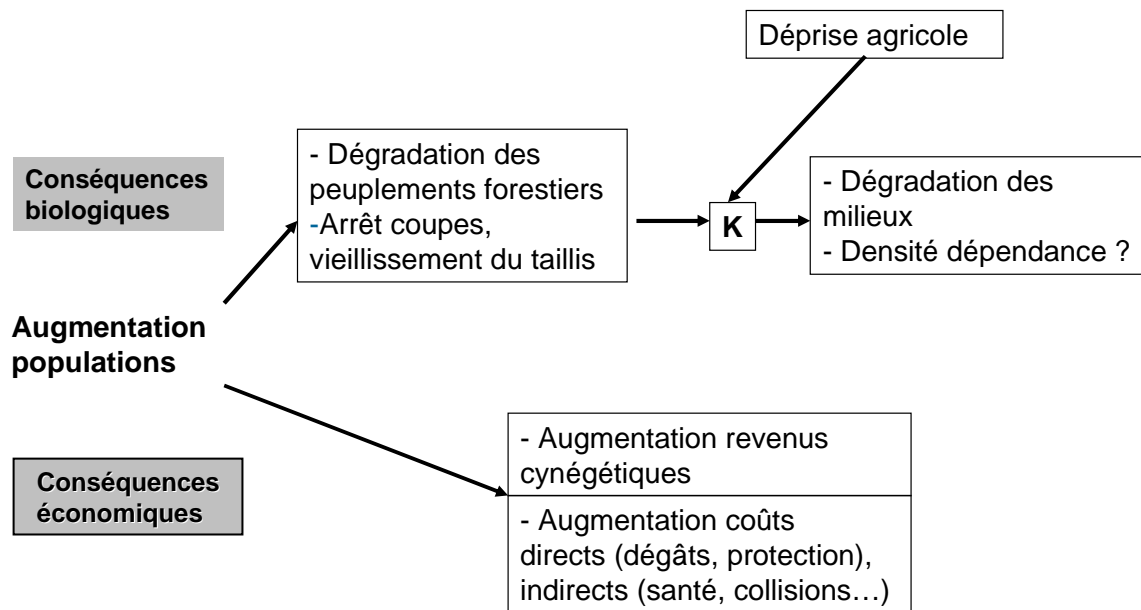 Déprise agricole
Conséquences
biologiques
- Dégradation des
peuplements forestiers
-Arrêt coupes,
vieillissement du taillis
K
- Dégradation des
milieux
- Densité dépendance ?
Augmentation
populations
Conséquences
économiques
- Augmentation revenus
cynégétiques
- Augmentation coûts
directs (dégâts, protection),
indirects (santé, collisions…)